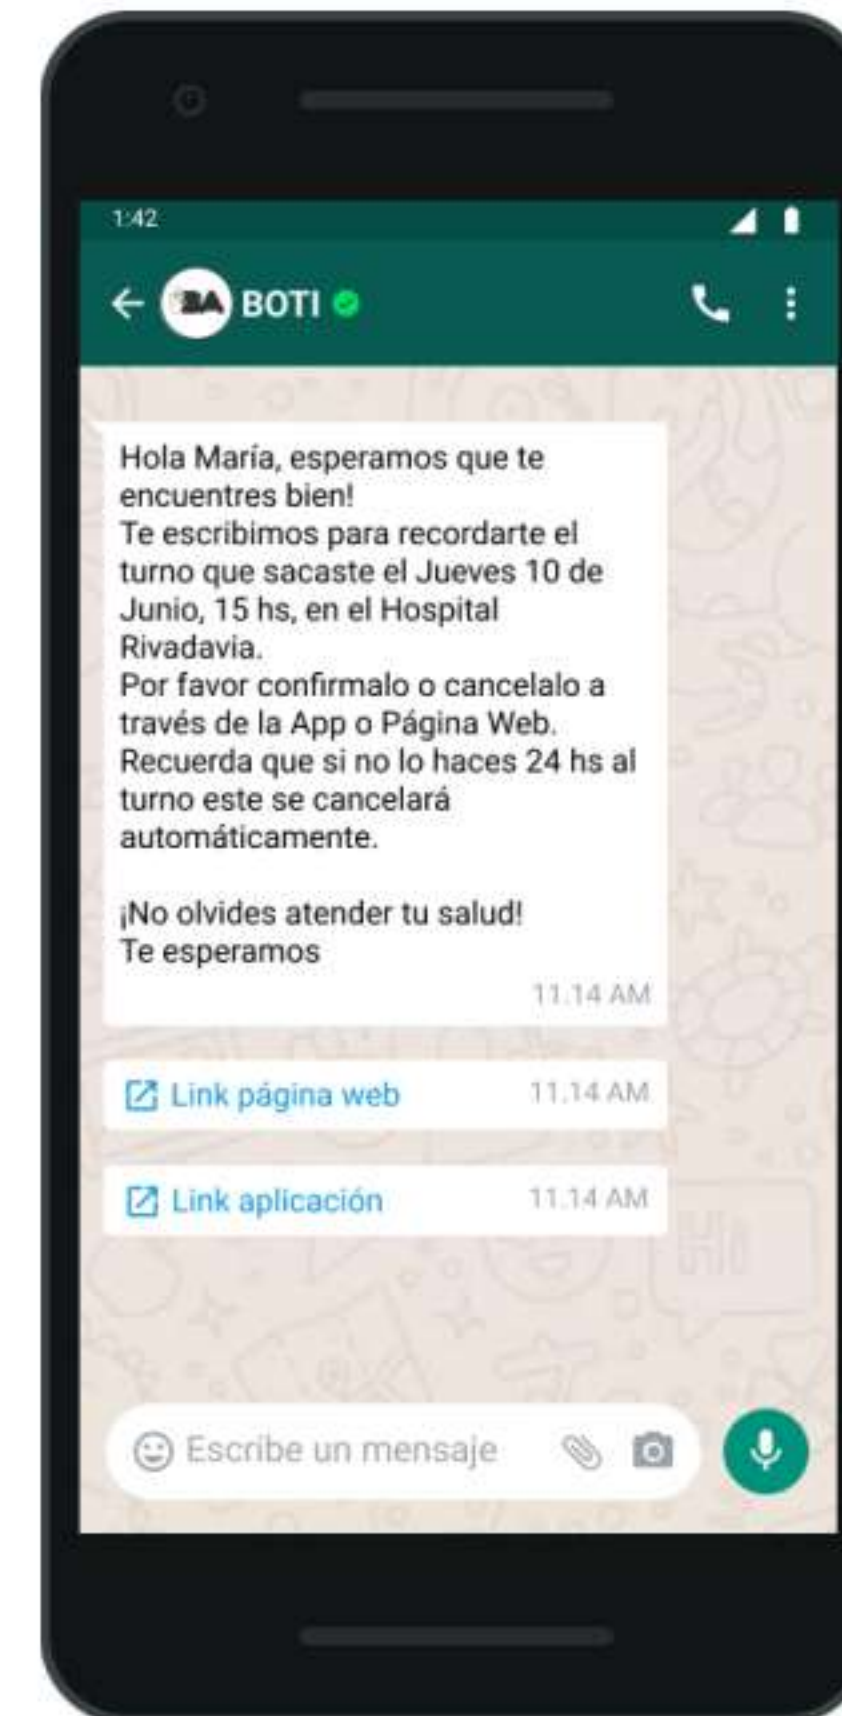 1:42
BA BOTI
Hola María, esperamos que te
encuentres bien!
Te escribimos para recordarte el
turno que sacaste el Jueves 10 de
Junio, 15 hs, en el Hospital
Rivadavia.
Por favor confirmalo o cancelalo a
través de la App o Página Web.
Recuerda que si no lo haces 24 hs al
turno este se cancelará
automáticamente.
¡No olvides atender tu salud!
Te esperamos
11.14 AM
Link página web 11.14 AM
Link aplicación 11.14 AM
Escribe un mensaje